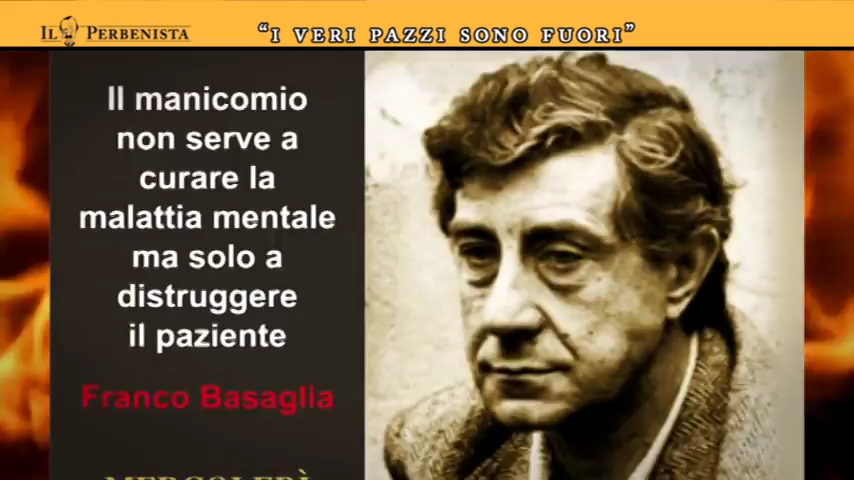 IL PERBENISTA
“I VERI PAZZI SONO FUORI”
Il manicomio
non serve a
curare la
malattia mentale
ma solo a
distruggere
il paziente
Franco Basaglia
MERCOLEDÌ